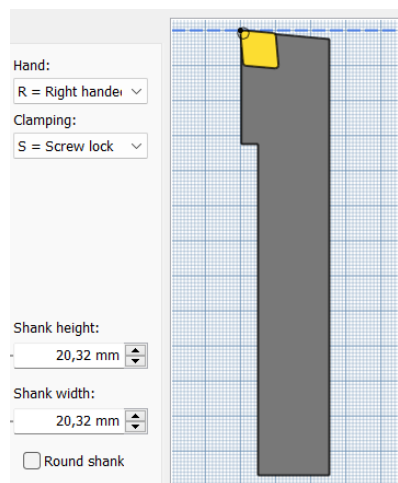 Hand:
R = Right handed
Clamping:
S = Screw lock
Shank height:
20,32 mm
Shank width:
20,32 mm
Round shank